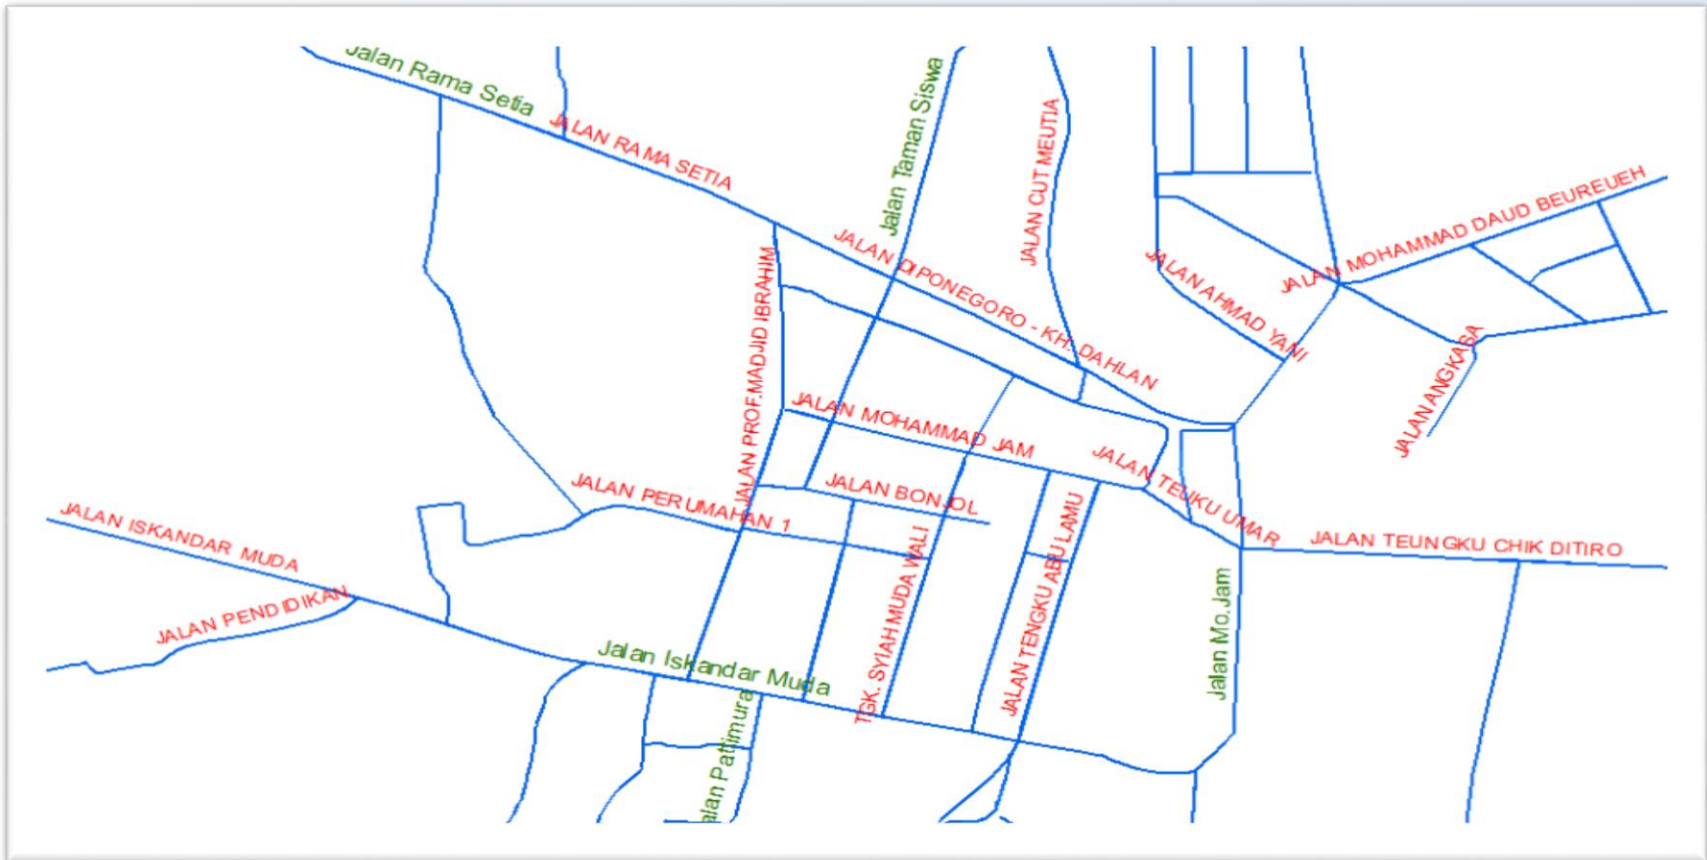 Jalan Rama Setia
JALAN RAMA SETIA
Jalan Taman Siswa
JALAN CUT MEUTIA
JALAN MOHAMMAD DAUD BEUREUEH
JALAN DIPONEGORO - KH. DAHLAN
JALAN AHMAD YANI
JALAN ANGKASA
JALAN PROF.MADJID IBRAHIM
JALAN MOHAMMAD JAM
JALAN TEUKU UMAR
JALAN BONJOL
JALAN PERUMAHAN 1
JALAN ISKANDAR MUDA
JALAN PENDIDIKAN
JALAN TEUNGKU CHIK DITIRO
TGK. SYIAH MUDA WALI
JALAN TENGKU ABU LAMU
Jalan Mo.Jam
Jalan Iskandar Muda
alan Pattimura